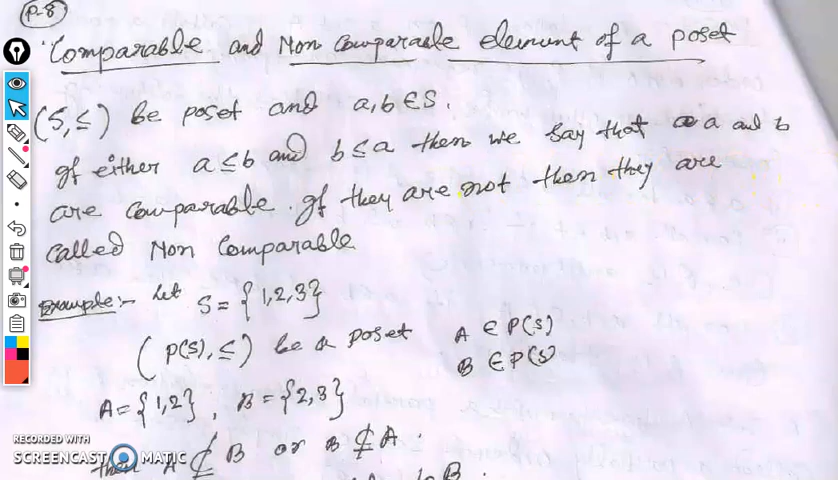 P-8
Comparable and Non Comparable element of a poset
(S, ≤) be poset and a, b ∈ S.
If either a ≤ b and b ≤ a then we say that a and b
are comparable. If they are not then they are
called Non Comparable
Example:- let S = {1,2,3}
(P(S), ≤) be a poset A ∈ P(S)
B ∈ P(S)
A = {1,2}, B = {2,3}
then A ⊄ B or B ⊄ A.
to B.
RECORDED WITH
SCREENCAST MATIC